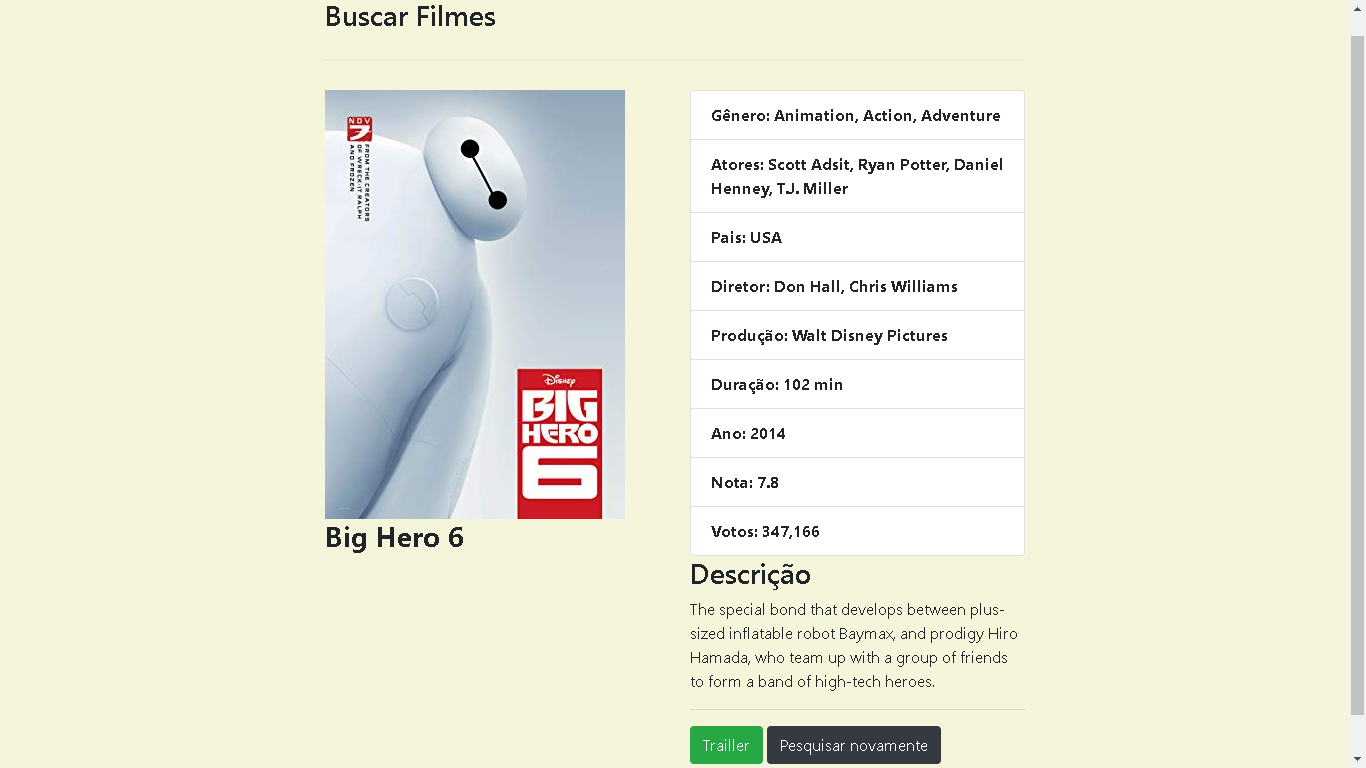 Buscar Filmes
NOV
7
FROM THE CREATORS
OF WRECK-IT RALPH
AND FROZEN
Disney
BIG
HERO
6
Big Hero 6
Gênero: Animation, Action, Adventure
Atores: Scott Adsit, Ryan Potter, Daniel
Henney, T.J. Miller
Pais: USA
Diretor: Don Hall, Chris Williams
Produção: Walt Disney Pictures
Duração: 102 min
Ano: 2014
Nota: 7.8
Votos: 347,166
Descrição
The special bond that develops between plus-
sized inflatable robot Baymax, and prodigy Hiro
Hamada, who team up with a group of friends
to form a band of high-tech heroes.
Trailler
Pesquisar novamente